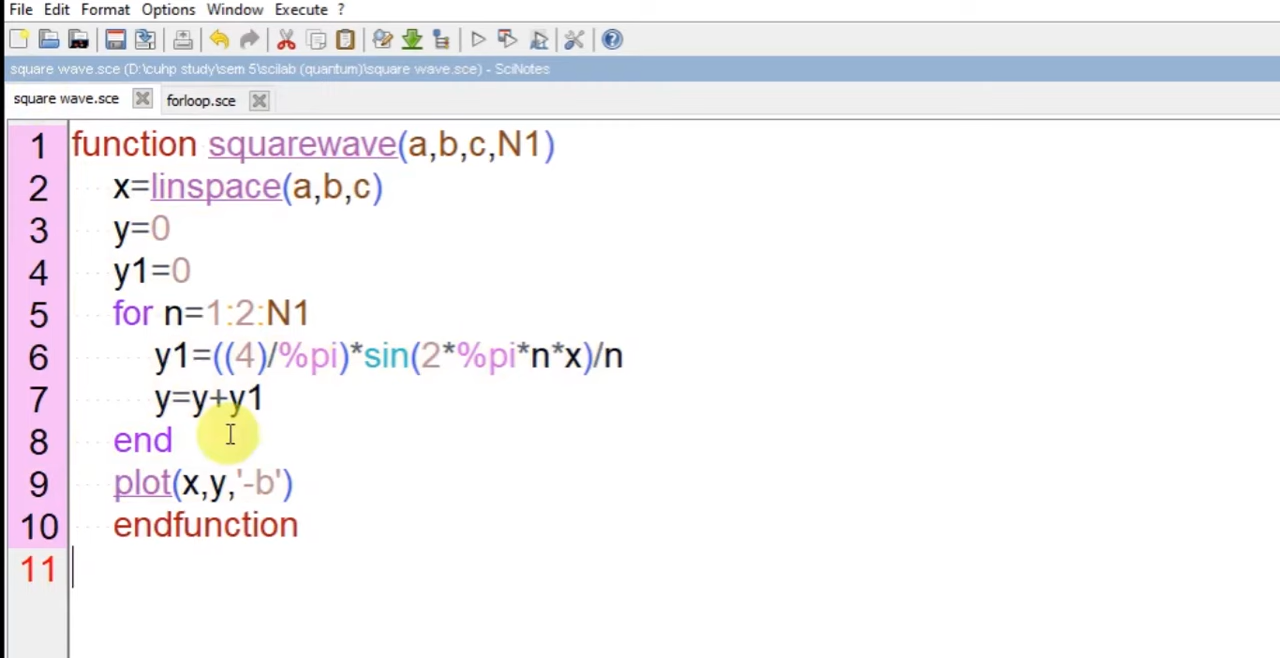 File Edit Format Options Window Execute ?
square wave.sce (D:\cuhp study\sem 5\scilab (quantum)\square wave.sce) - SciNotes
square wave.sce forloop.sce
1 function squarewave(a,b,c,N1)
2 x=linspace(a,b,c)
3 y=0
4 y1=0
5 for n=1:2:N1
6 y1=((4)/%pi)*sin(2*%pi*n*x)/n
7 y=y+y1
8 end
9 plot(x,y,'-b')
10 endfunction
11